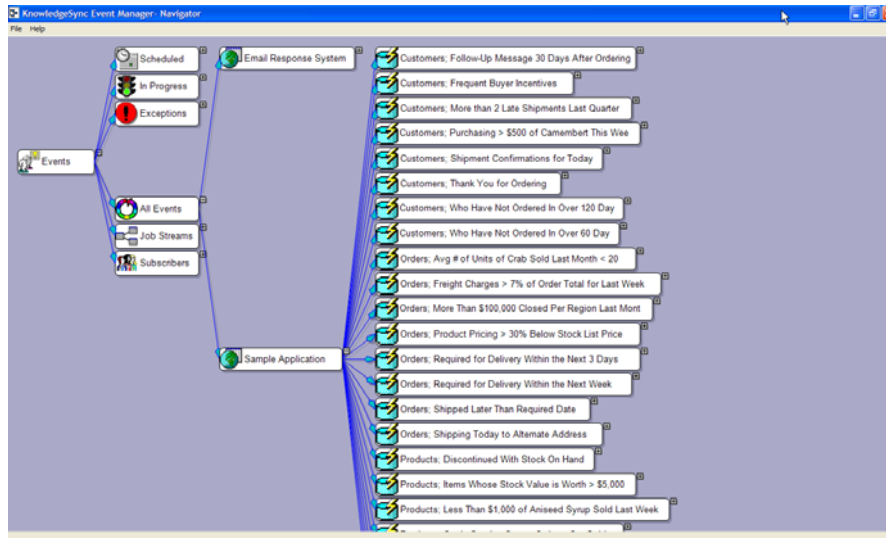 KnowledgeSync Event Manager- Navigator
File Help
Scheduled
In Progress
Exceptions
Events
All Events
Job Streams
Subscribers
Email Response System
Sample Application
Customers; Follow-Up Message 30 Days After Ordering
Customers; Frequent Buyer Incentives
Customers; More than 2 Late Shipments Last Quarter
Customers; Purchasing > $500 of Camembert This Wee
Customers; Shipment Confirmations for Today
Customers; Thank You for Ordering
Customers; Who Have Not Ordered In Over 120 Day
Customers; Who Have Not Ordered In Over 60 Day
Orders; Avg # of Units of Crab Sold Last Month < 20
Orders; Freight Charges > 7% of Order Total for Last Week
Orders; More Than $100,000 Closed Per Region Last Mont
Orders; Product Pricing > 30% Below Stock List Price
Orders; Required for Delivery Within the Next 3 Days
Orders; Required for Delivery Within the Next Week
Orders; Shipped Later Than Required Date
Orders; Shipping Today to Alternate Address
Products; Discontinued With Stock On Hand
Products; Items Whose Stock Value is Worth > $5,000
Products; Less Than $1,000 of Aniseed Syrup Sold Last Week